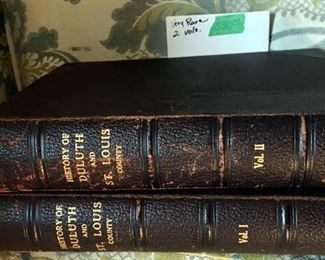 Very Rare
2 vols.
HISTORY OF
DULUTH
AND
ST. LOUIS
COUNTY
Vol. II
HISTORY OF
DULUTH
AND
ST. LOUIS
COUNTY
Vol. I